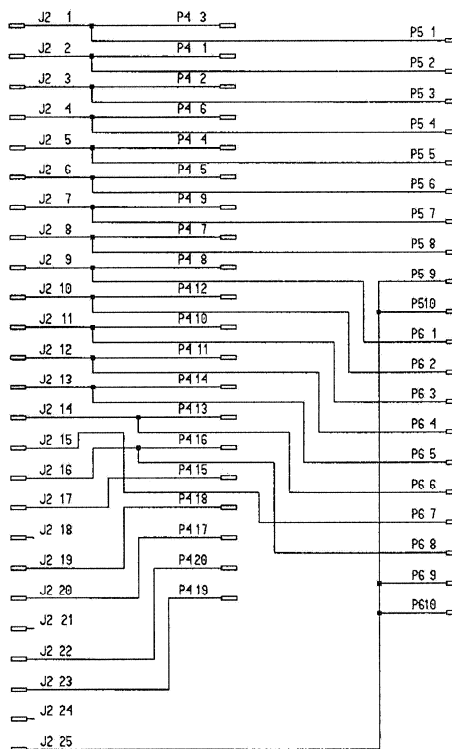 J2 1 P4 3
P5 1
J2 2 P4 1
P5 2
J2 3 P4 2
P5 3
J2 4 P4 6
P5 4
J2 5 P4 4
P5 5
J2 6 P4 5
P5 6
J2 7 P4 9
P5 7
J2 8 P4 7
P5 8
J2 9 P4 8
P5 9
J2 10 P4 12
P5 10
J2 11 P4 10
P6 1
J2 12 P4 11
P6 2
J2 13 P4 14
P6 3
J2 14 P4 13
P6 4
J2 15 P4 16
P6 5
J2 16 P4 15
P6 6
J2 17 P4 18
P6 7
J2 18 P4 17
P6 8
J2 19 P4 20
P6 9
J2 20 P4 19
P6 10
J2 21
J2 22
J2 23
J2 24
J2 25